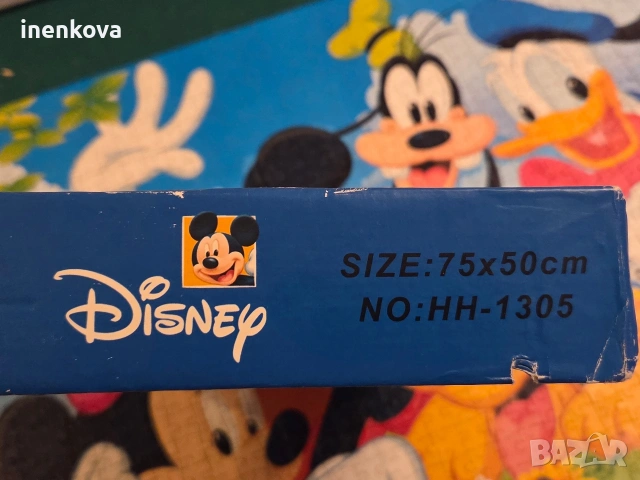 inenkova
SIZE:75x50cm
DISNEY
NO:HH-1305
BAZAR